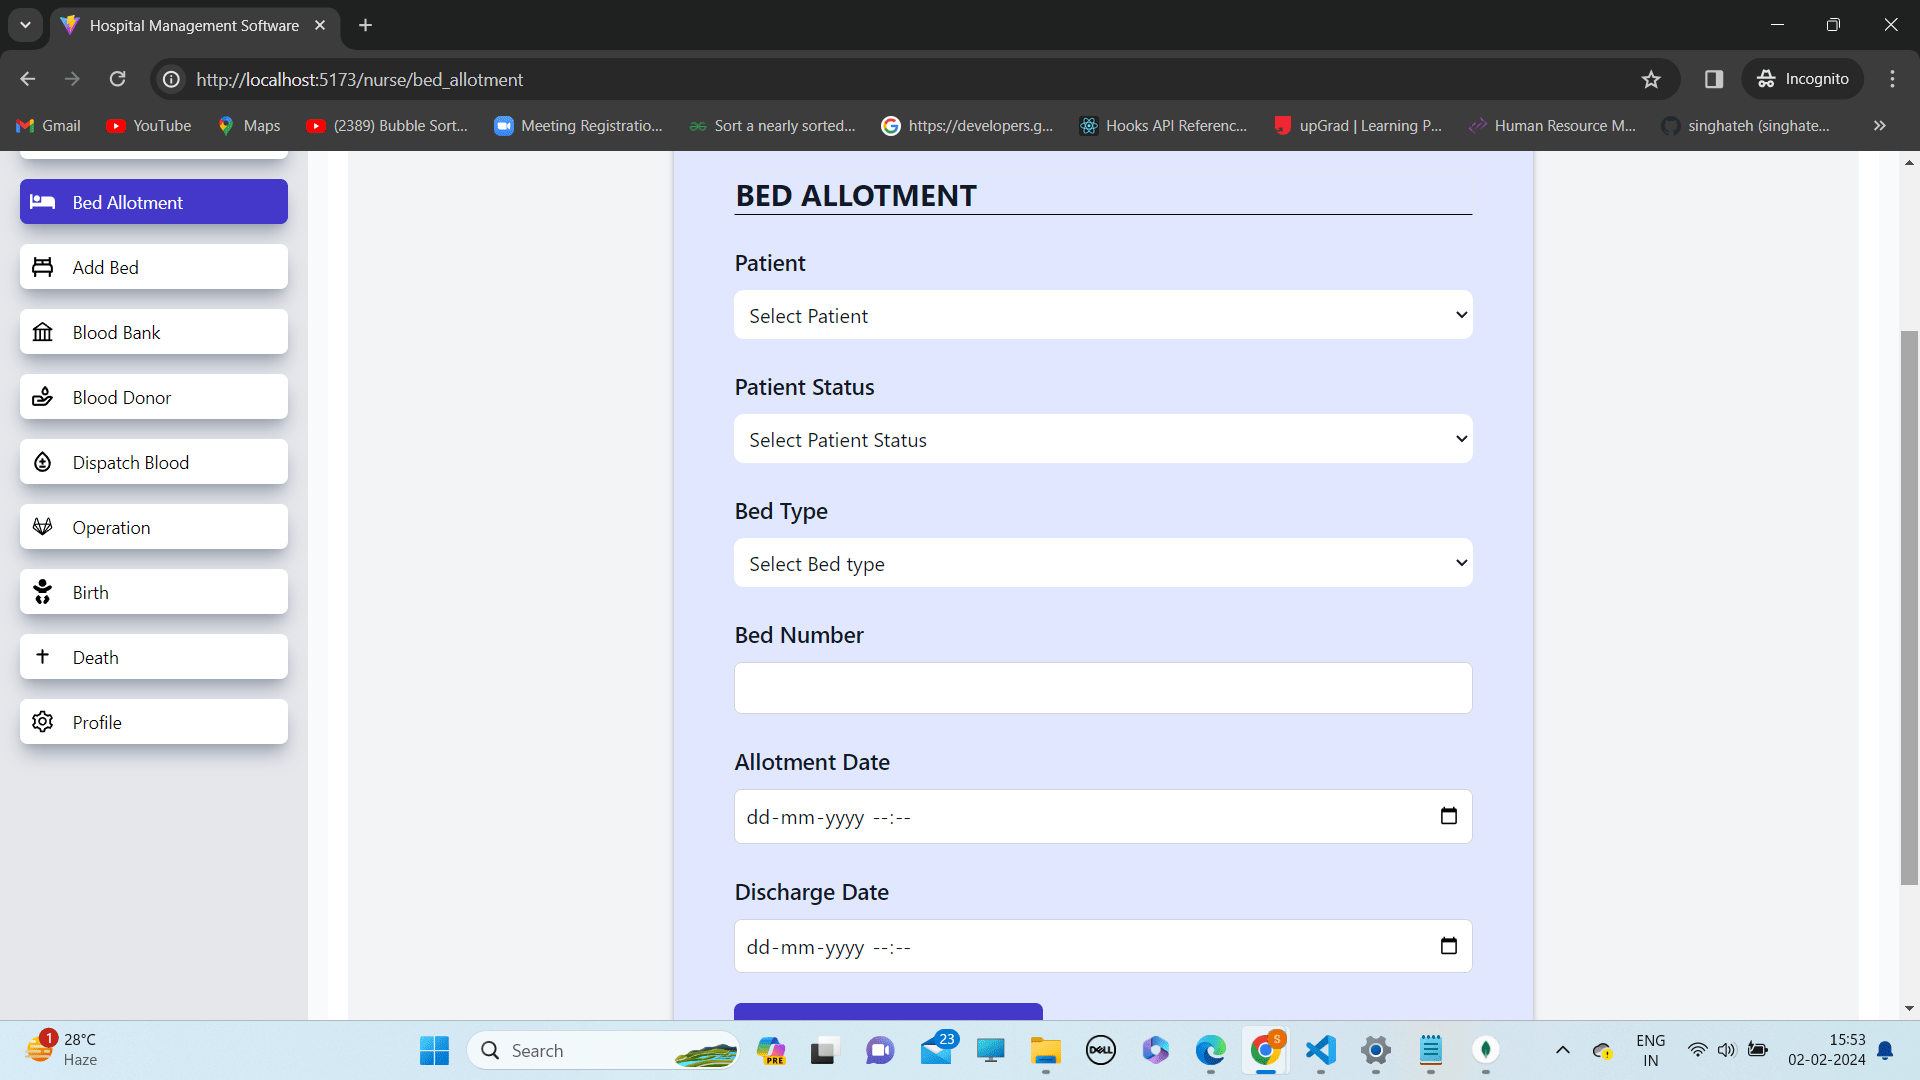 Hospital Management Software
http://localhost:5173/nurse/bed_allotment
Incognito
Gmail
YouTube
Maps
(2389) Bubble Sort...
Meeting Registratio...
Sort a nearly sorted...
https://developers.g...
Hooks API Referenc...
upGrad | Learning P...
Human Resource M...
singhateh (singhate...
Bed Allotment
Add Bed
Blood Bank
Blood Donor
Dispatch Blood
Operation
Birth
Death
Profile
BED ALLOTMENT
Patient
Select Patient
Patient Status
Select Patient Status
Bed Type
Select Bed type
Bed Number
Allotment Date
dd-mm-yyyy --:--
Discharge Date
dd-mm-yyyy --:--
1
28°C
Haze
Search
PRE
23
DELL
S
ENG
IN
15:53
02-02-2024